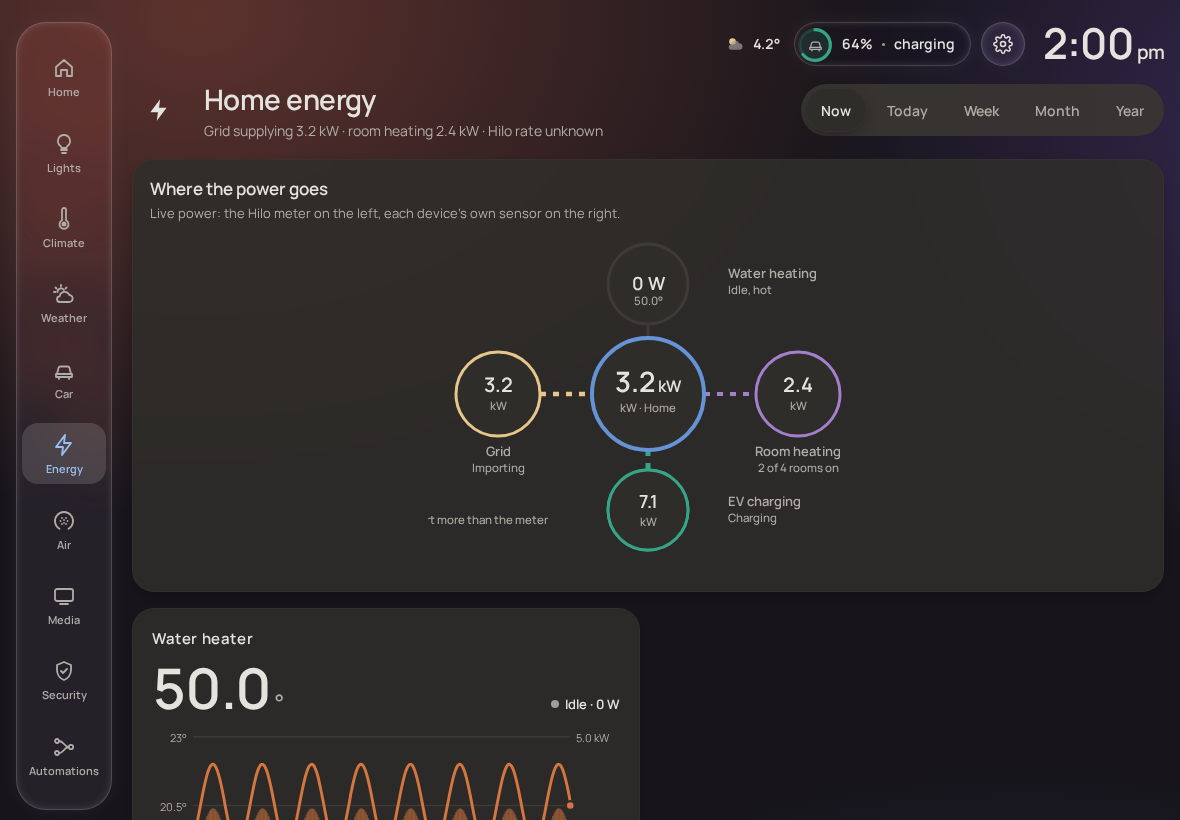 4.2°
64% · charging
2:00 pm
Home
Lights
Climate
Weather
Car
Energy
Air
Media
Security
Automations
Home energy
Grid supplying 3.2 kW · room heating 2.4 kW · Hilo rate unknown
Now
Today
Week
Month
Year
Where the power goes
Live power: the Hilo meter on the left, each device's own sensor on the right.
0 W
50.0°
Water heating
Idle, hot
3.2
kW
Grid
Importing
3.2 kW
kW · Home
2.4
kW
Room heating
2 of 4 rooms on
7.1
kW
EV charging
Charging
t more than the meter
Water heater
50.0°
Idle · 0 W
23°
5.0 kW
20.5°